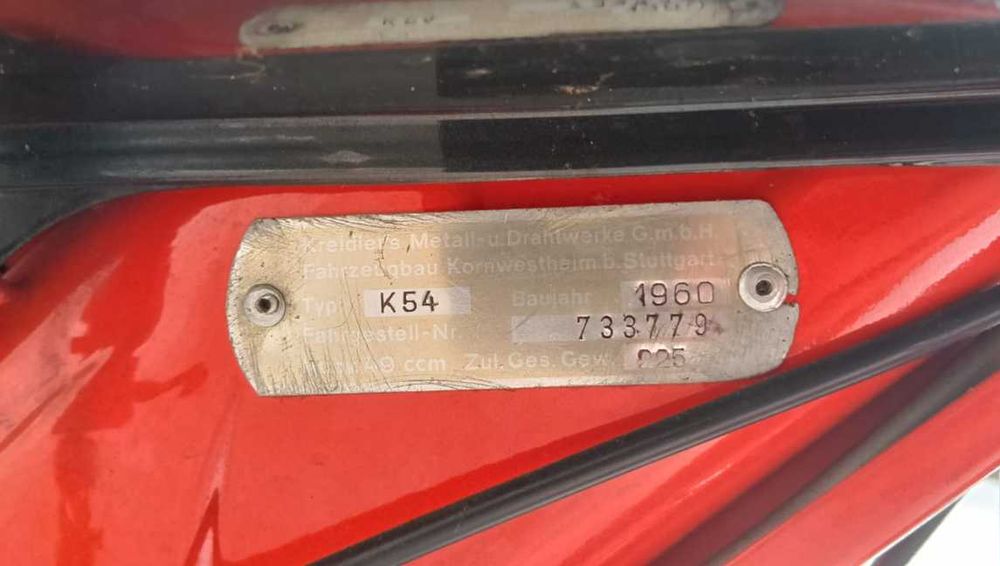 Kreidler's Metall-u.Drahtwerke G.m.b.H.
Fahrzeugbau Kornwestheim b. Stuttgart
Typ K54 Baujahr 1960
Fahrgestell-Nr. 733779
49 ccm Zul. Ges. Gew. 225